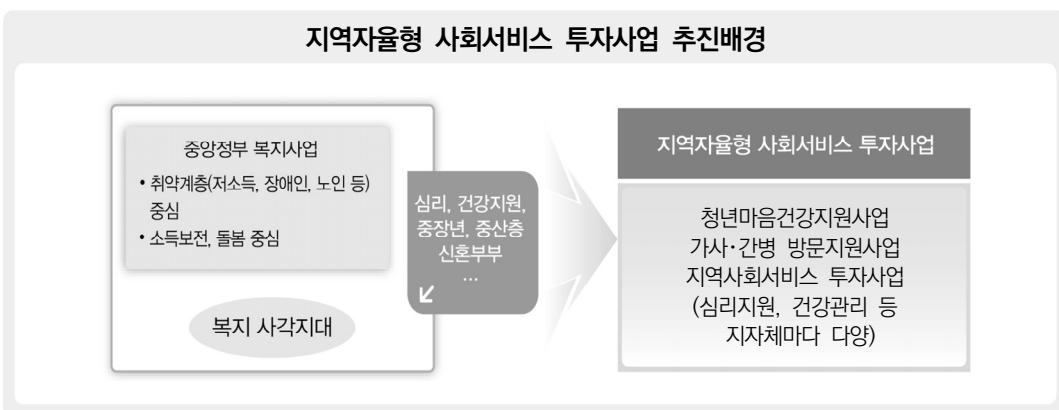 지역자율형 사회서비스 투자사업 추진배경
중앙정부 복지사업
• 취약계층(저소득, 장애인, 노인 등)
중심
• 소득보전, 돌봄 중심
복지 사각지대
심리, 건강지원,
중장년, 중산층
신혼부부
…
지역자율형 사회서비스 투자사업
청년마음건강지원사업
가사·간병 방문지원사업
지역사회서비스 투자사업
(심리지원, 건강관리 등
지자체마다 다양)